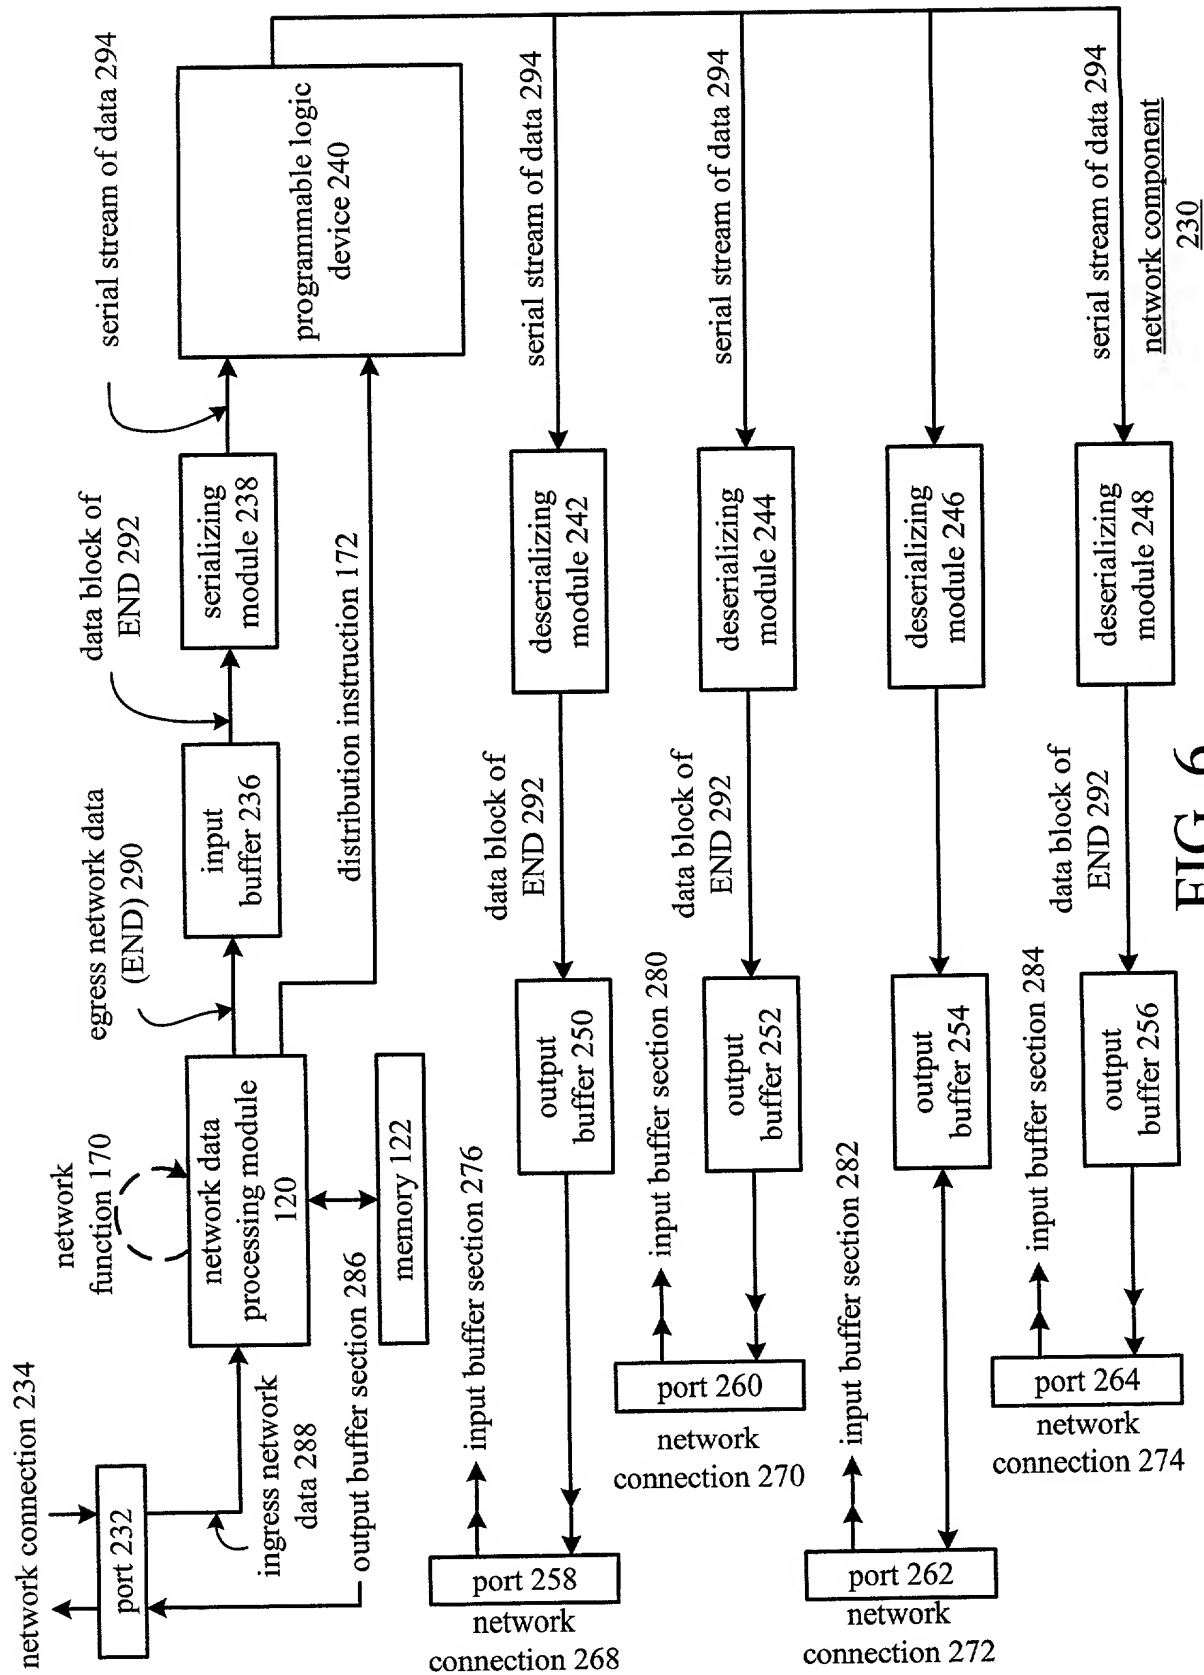 network connection 234
port 232
ingress network
data 288
output buffer section 286
network
function 170
network data
processing module
120
memory 122
egress network data
(END) 290
input
buffer 236
data block of
END 292
serializing
module 238
serial stream of data 294
distribution instruction 172
programmable logic
device 240
port 258
network
connection 268
input buffer section 276
output
buffer 250
data block of
END 292
deserializing
module 242
serial stream of data 294
port 260
network
connection 270
input buffer section 280
output
buffer 252
data block of
END 292
deserializing
module 244
serial stream of data 294
port 262
network
connection 272
input buffer section 282
output
buffer 254
deserializing
module 246
port 264
network
connection 274
input buffer section 284
output
buffer 256
data block of
END 292
deserializing
module 248
serial stream of data 294
network component
230